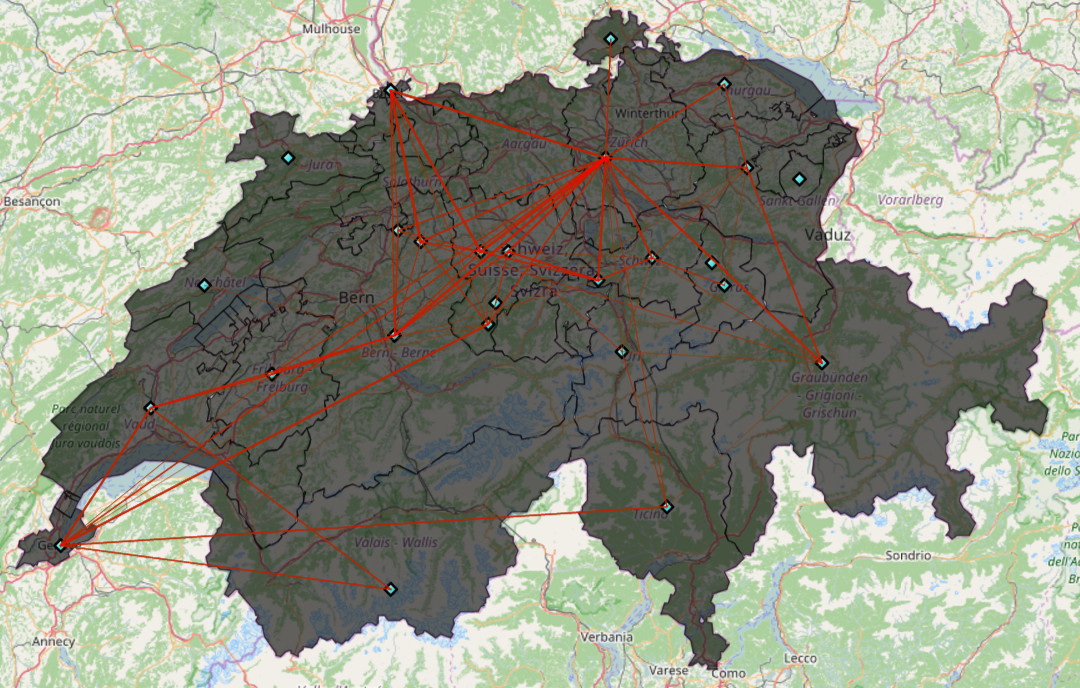 Mulhouse
Winterthur
Thurgau
Aargau
Zürich
Jura
Solothurn
Besançon
Sankt Gallen
Vorarlberg
Vaduz
Schweiz,
Suisse, Svizzera,
Svizra
Neuchâtel
Glarus
Bern
Bern - Berne
Uri
Fribourg -
Freiburg
Graubünden
- Grigioni -
Grischun
Parc naturel
régional
Jura vaudois
Vaud
Ticino
Valais - Wallis
Sondrio
Annecy
Verbania
Lecco
Varese
Como